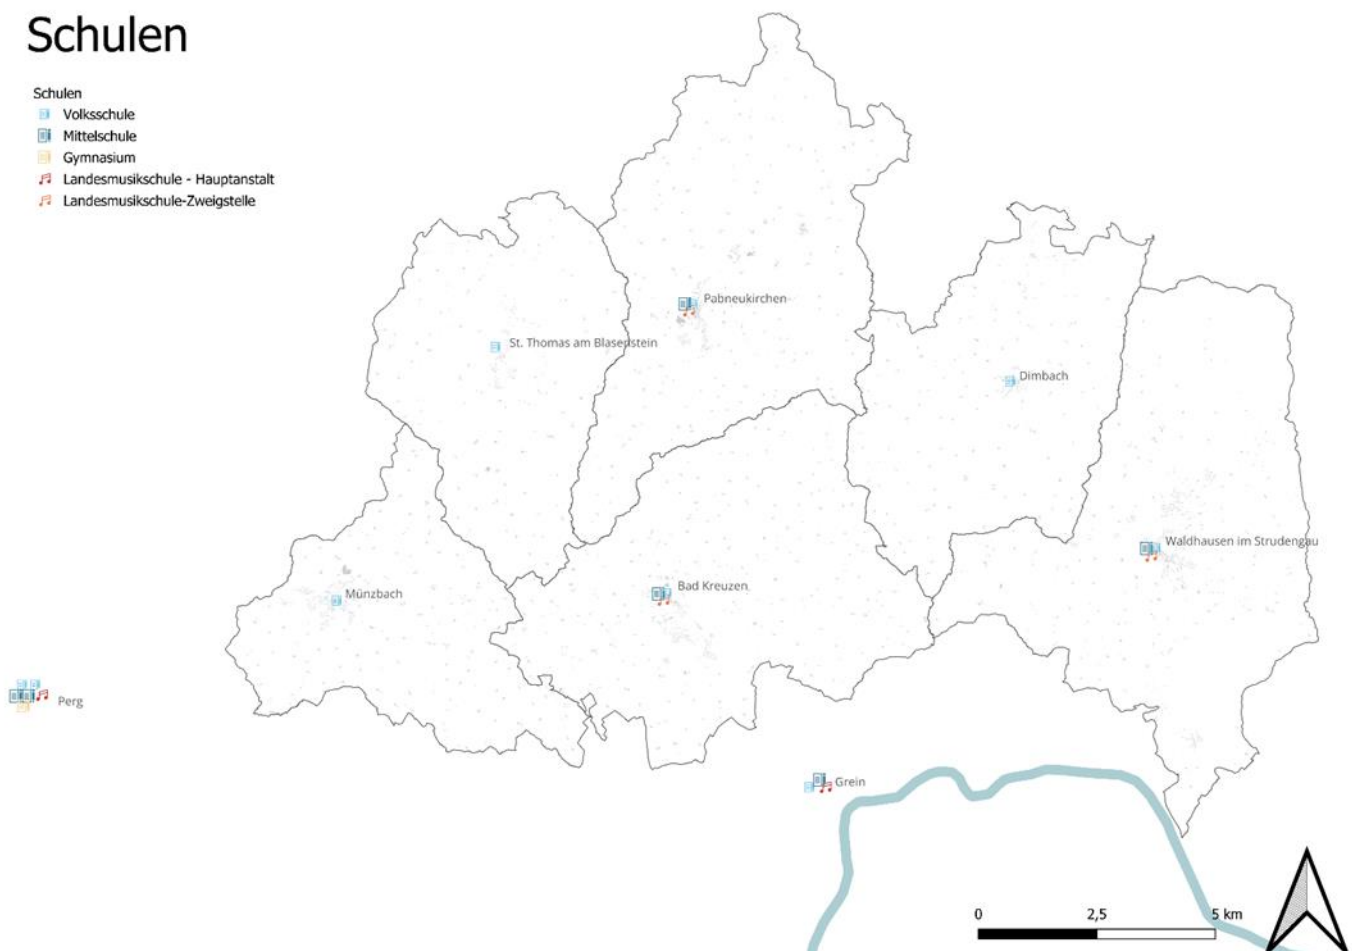 Schulen
Schulen
Volksschule
Mittelschule
Gymnasium
Landesmusikschule - Hauptanstalt
Landesmusikschule-Zweigstelle
Pabneukirchen
St. Thomas am Blasenstein
Dimbach
Waldhausen im Strudengau
Bad Kreuzen
Münzbach
Perg
Grein
0 2,5 5 km